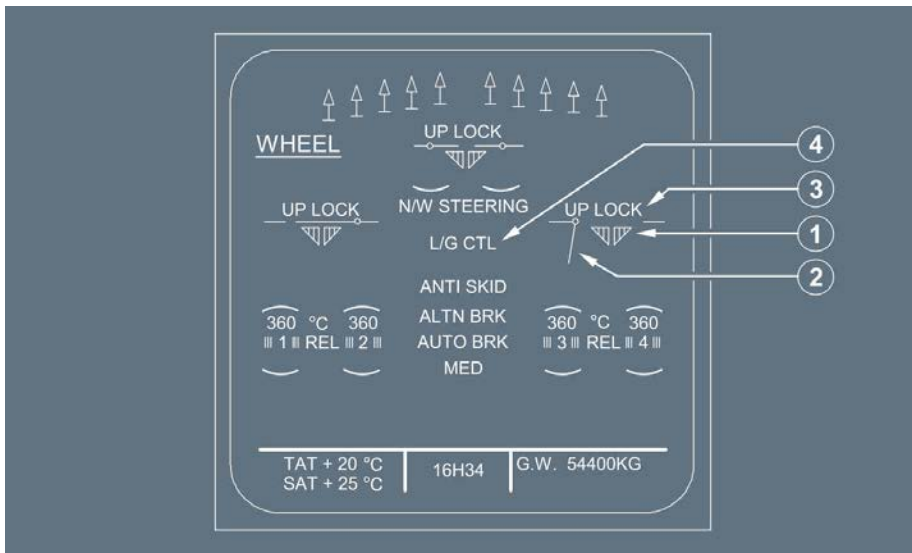 UP LOCK
WHEEL
4
3
1
2
UP LOCK
N/W STEERING
UP LOCK
L/G CTL
ANTI SKID
360 °C 360
ALTN BRK
360 °C 360
1 REL 2
AUTO BRK
3 REL 4
MED
TAT + 20 °C
SAT + 25 °C
16H34
G.W. 54400KG